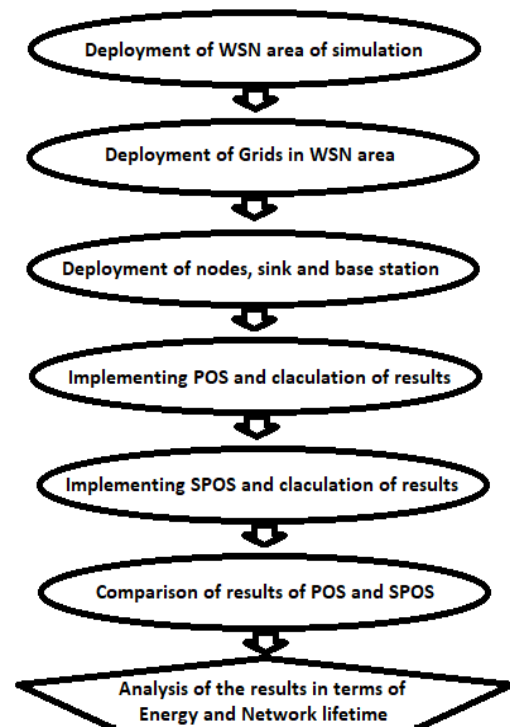 Deployment of WSN area of simulation
Deployment of Grids in WSN area
Deployment of nodes, sink and base station
Implementing POS and claculation of results
Implementing SPOS and claculation of results
Comparison of results of POS and SPOS
Analysis of the results in terms of
Energy and Network lifetime